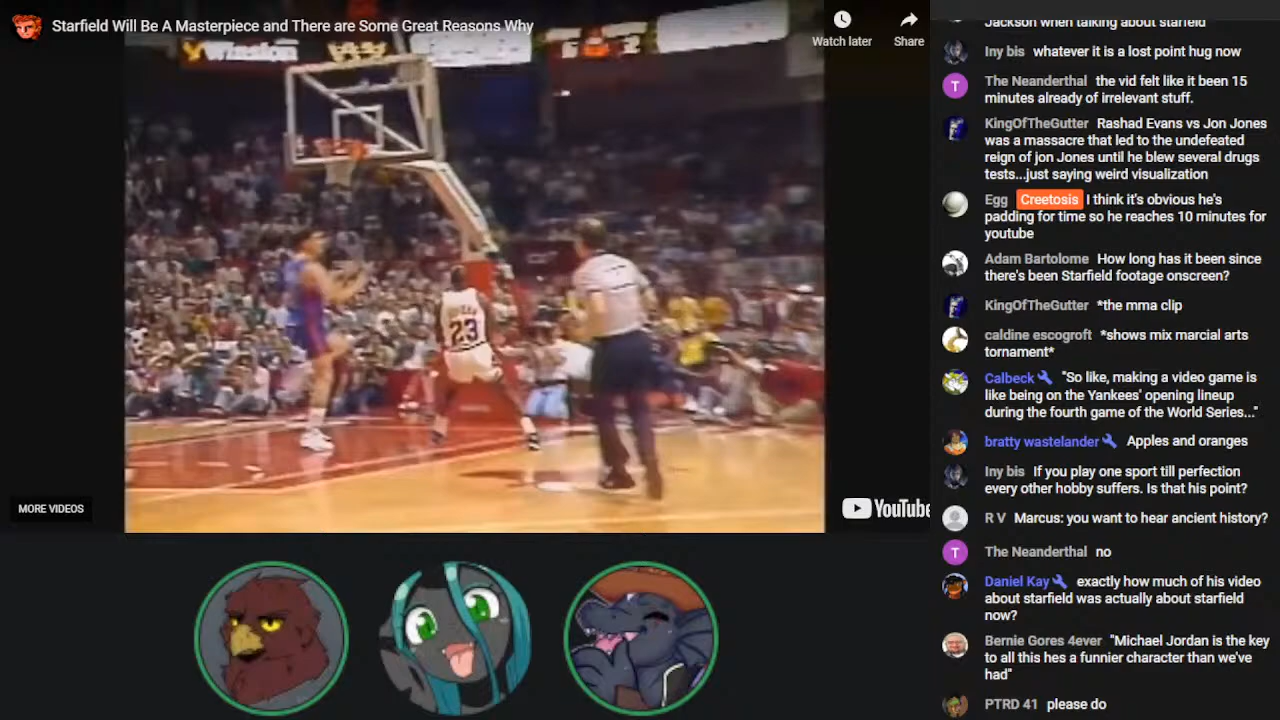 Starfield Will Be A Masterpiece and There are Some Great Reasons Why
Watch later
Share
Winston
23
MORE VIDEOS
YouTube
Jackson when talking about starfield
Iny bis whatever it is a lost point hug now
T
The Neanderthal the vid felt like it been 15
minutes already of irrelevant stuff.
KingOfTheGutter Rashad Evans vs Jon Jones
was a massacre that led to the undefeated
reign of jon Jones until he blew several drugs
tests...just saying weird visualization
Egg Creetosis I think it's obvious he's
padding for time so he reaches 10 minutes for
youtube
Adam Bartolome How long has it been since
there's been Starfield footage onscreen?
KingOfTheGutter *the mma clip
caldine escogroft *shows mix marcial arts
tornament*
Calbeck "So like, making a video game is
like being on the Yankees' opening lineup
during the fourth game of the World Series..."
bratty wastelander Apples and oranges
Iny bis If you play one sport till perfection
every other hobby suffers. Is that his point?
R V Marcus: you want to hear ancient history?
T
The Neanderthal no
Daniel Kay exactly how much of his video
about starfield was actually about starfield
now?
Bernie Gores 4ever "Michael Jordan is the key
to all this hes a funnier character than we've
had"
PTRD 41 please do